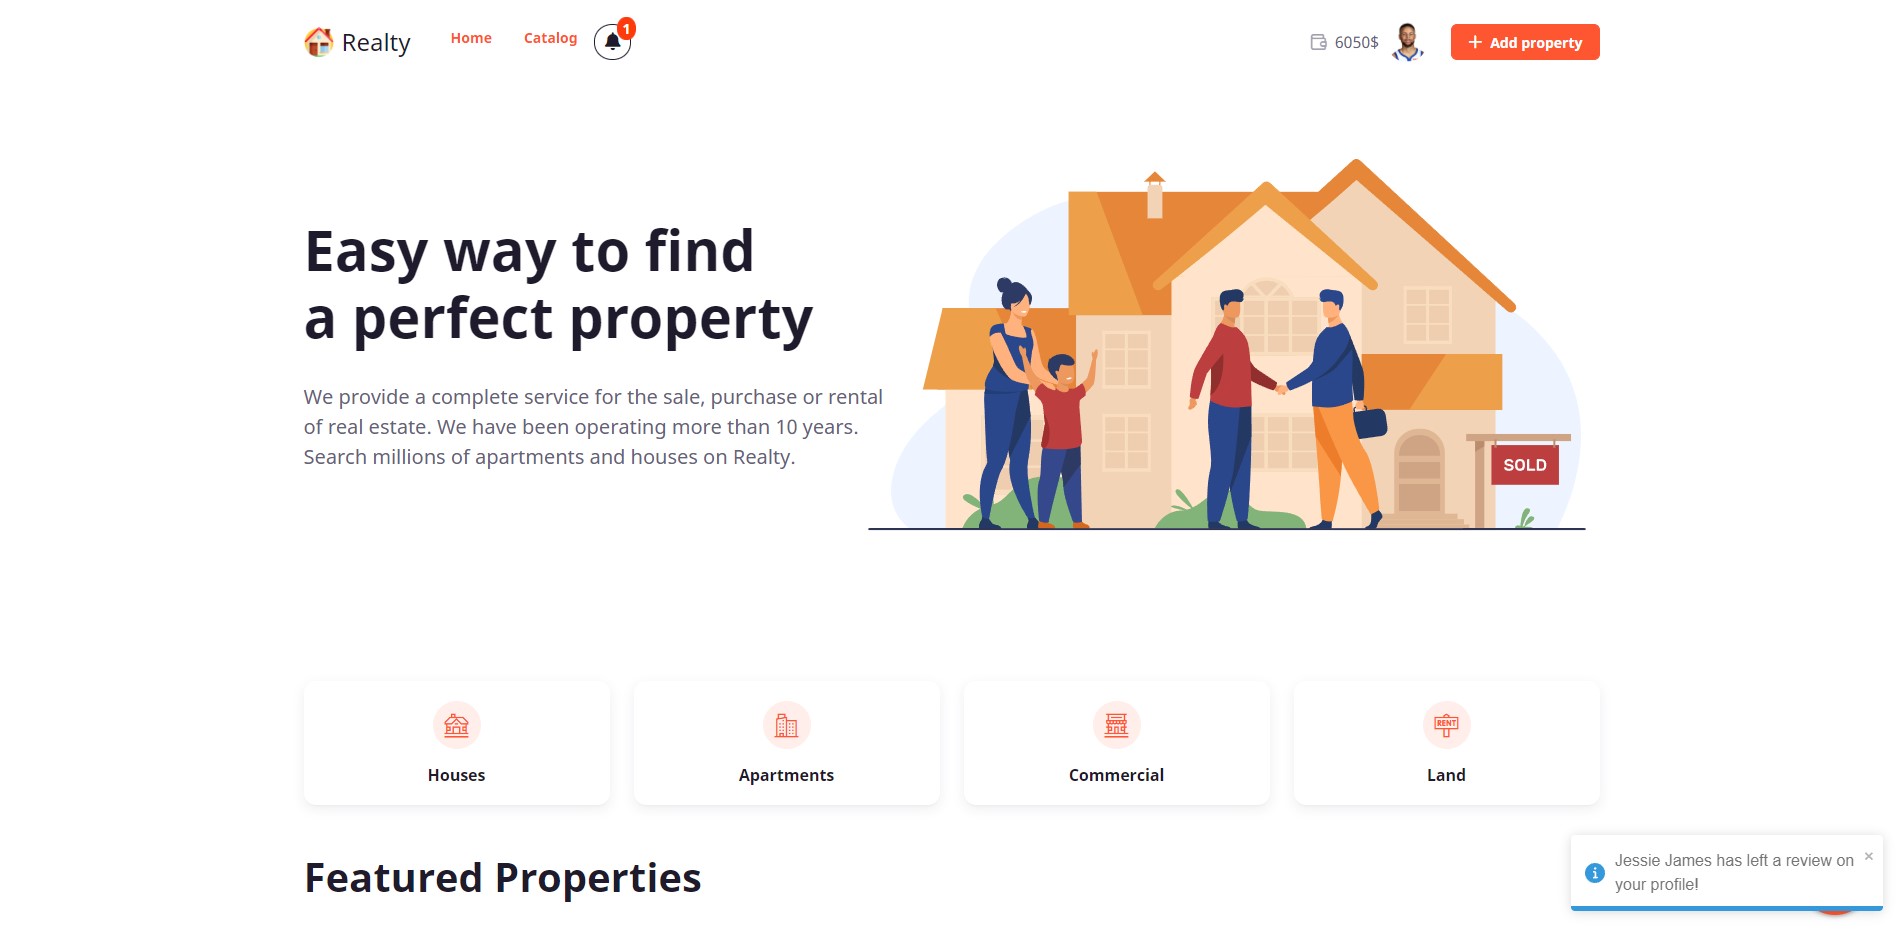 Realty
Home
Catalog
1
6050$
Add property
Easy way to find
a perfect property
We provide a complete service for the sale, purchase or rental
of real estate. We have been operating more than 10 years.
Search millions of apartments and houses on Realty.
SOLD
RENT
Houses
Apartments
Commercial
Land
Featured Properties
Jessie James has left a review on
your profile!